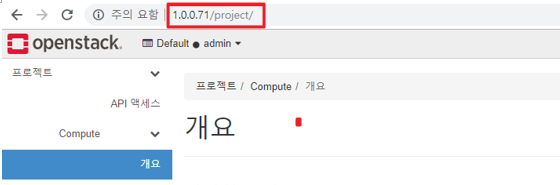 주의 요함 1.0.0.71/project/
openstack. Default ● admin
프로젝트
프로젝트 / Compute / 개요
API 액세스
개요
Compute
개요